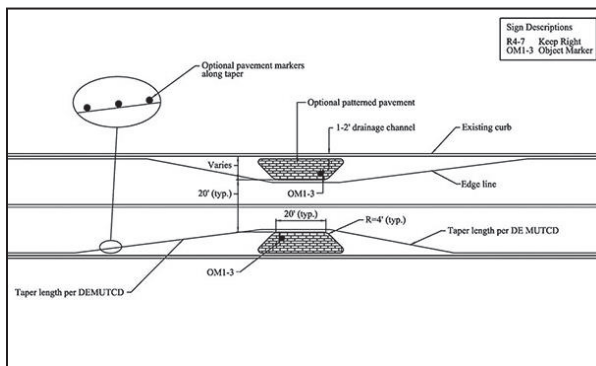 Sign Descriptions
R4-7 Keep Right
OM1-3 Object Marker
Optional pavement markers
along taper
Optional patterned pavement
1-2' drainage channel
Existing curb
Varies
OM1-3
Edge line
20' (typ.)
20' (typ.)
R=4' (typ.)
Taper length per DE MUTCD
OM1-3
Taper length per DEMUTCD